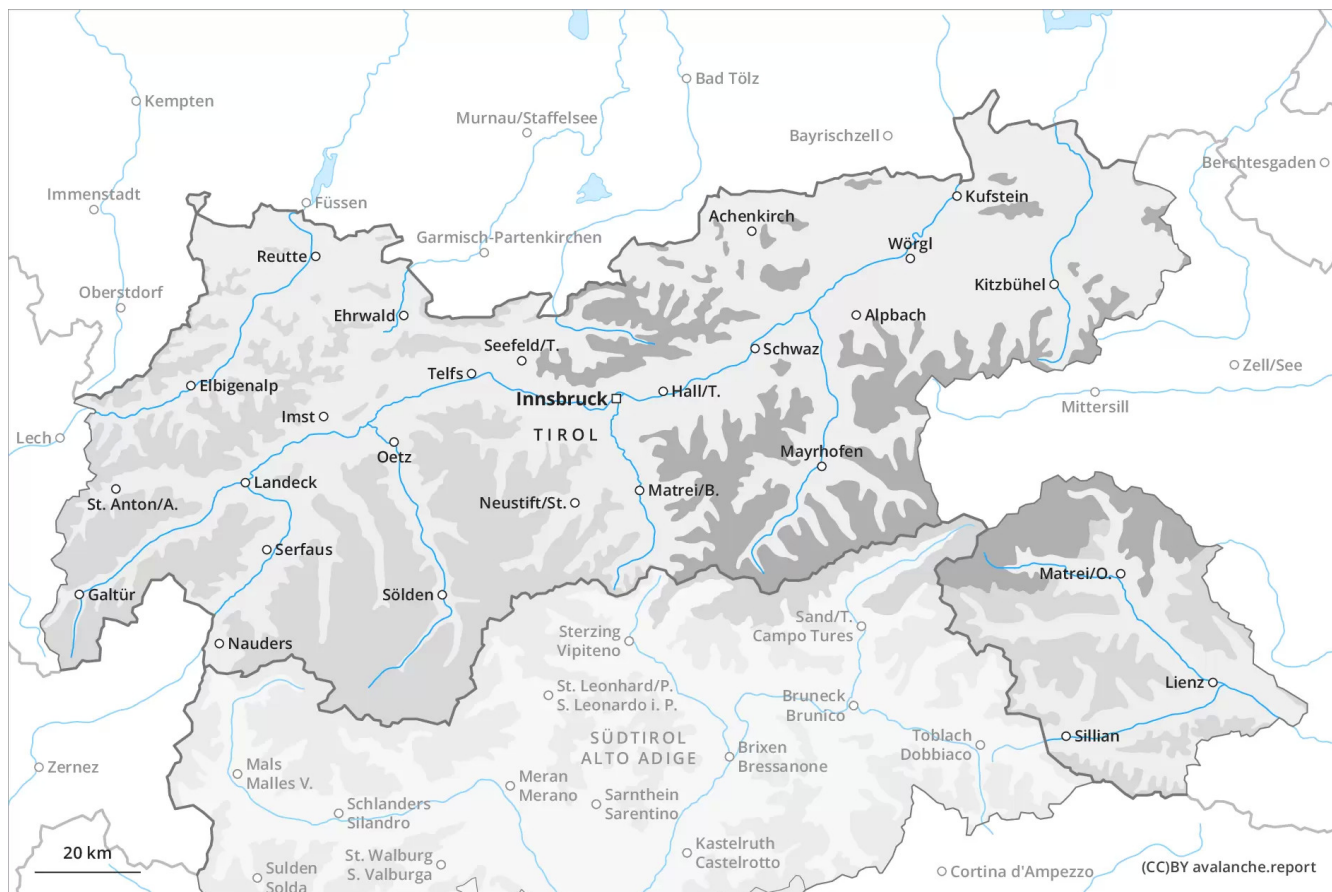 Kempten
Bad Tölz
Murnau/Staffelsee
Bayrischzell
Berchtesgaden
Immenstadt
Füssen
Kufstein
Achenkirch
Garmisch-Partenkirchen
Wörgl
Reutte
Kitzbühel
Oberstdorf
Ehrwald
Alpbach
Seefeld/T.
Schwaz
Zell/See
Telfs
Elbigenalp
Hall/T.
Innsbruck
Mittersill
Imst
Lech
TIROL
Oetz
Mayrhofen
Landeck
Matrei/B.
St. Anton/A.
Neustift/St.
Serfaus
Matrei/O.
Galtür
Sölden
Sand/T.
Campo Tures
Sterzing
Vipiteno
Nauders
Lienz
St. Leonhard/P.
S. Leonardo i. P.
Bruneck
Brunico
Sillian
Toblach
Dobbiaco
SÜDTIROL
ALTO ADIGE
Brixen
Bressanone
Zernez
Mals
Malles V.
Meran
Merano
Sarnthein
Sarentino
Schlanders
Silandro
Kastelruth
Castelrotto
20 km
St. Walburg
S. Valburga
Sulden
Solda
Cortina d'Ampezzo
(CC)BY avalanche.report